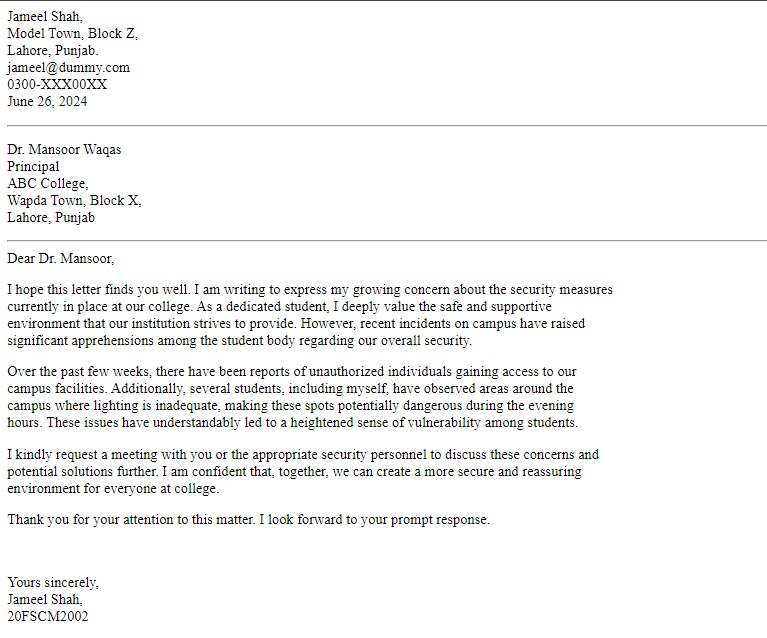 Jameel Shah,
Model Town, Block Z,
Lahore, Punjab.
jameel@dummy.com
0300-XXX00XX
June 26, 2024
Dr. Mansoor Waqas
Principal
ABC College,
Wapda Town, Block X,
Lahore, Punjab
Dear Dr. Mansoor,
I hope this letter finds you well. I am writing to express my growing concern about the security measures
currently in place at our college. As a dedicated student, I deeply value the safe and supportive
environment that our institution strives to provide. However, recent incidents on campus have raised
significant apprehensions among the student body regarding our overall security.
Over the past few weeks, there have been reports of unauthorized individuals gaining access to our
campus facilities. Additionally, several students, including myself, have observed areas around the
campus where lighting is inadequate, making these spots potentially dangerous during the evening
hours. These issues have understandably led to a heightened sense of vulnerability among students.
I kindly request a meeting with you or the appropriate security personnel to discuss these concerns and
potential solutions further. I am confident that, together, we can create a more secure and reassuring
environment for everyone at college.
Thank you for your attention to this matter. I look forward to your prompt response.
Yours sincerely,
Jameel Shah,
20FSCM2002